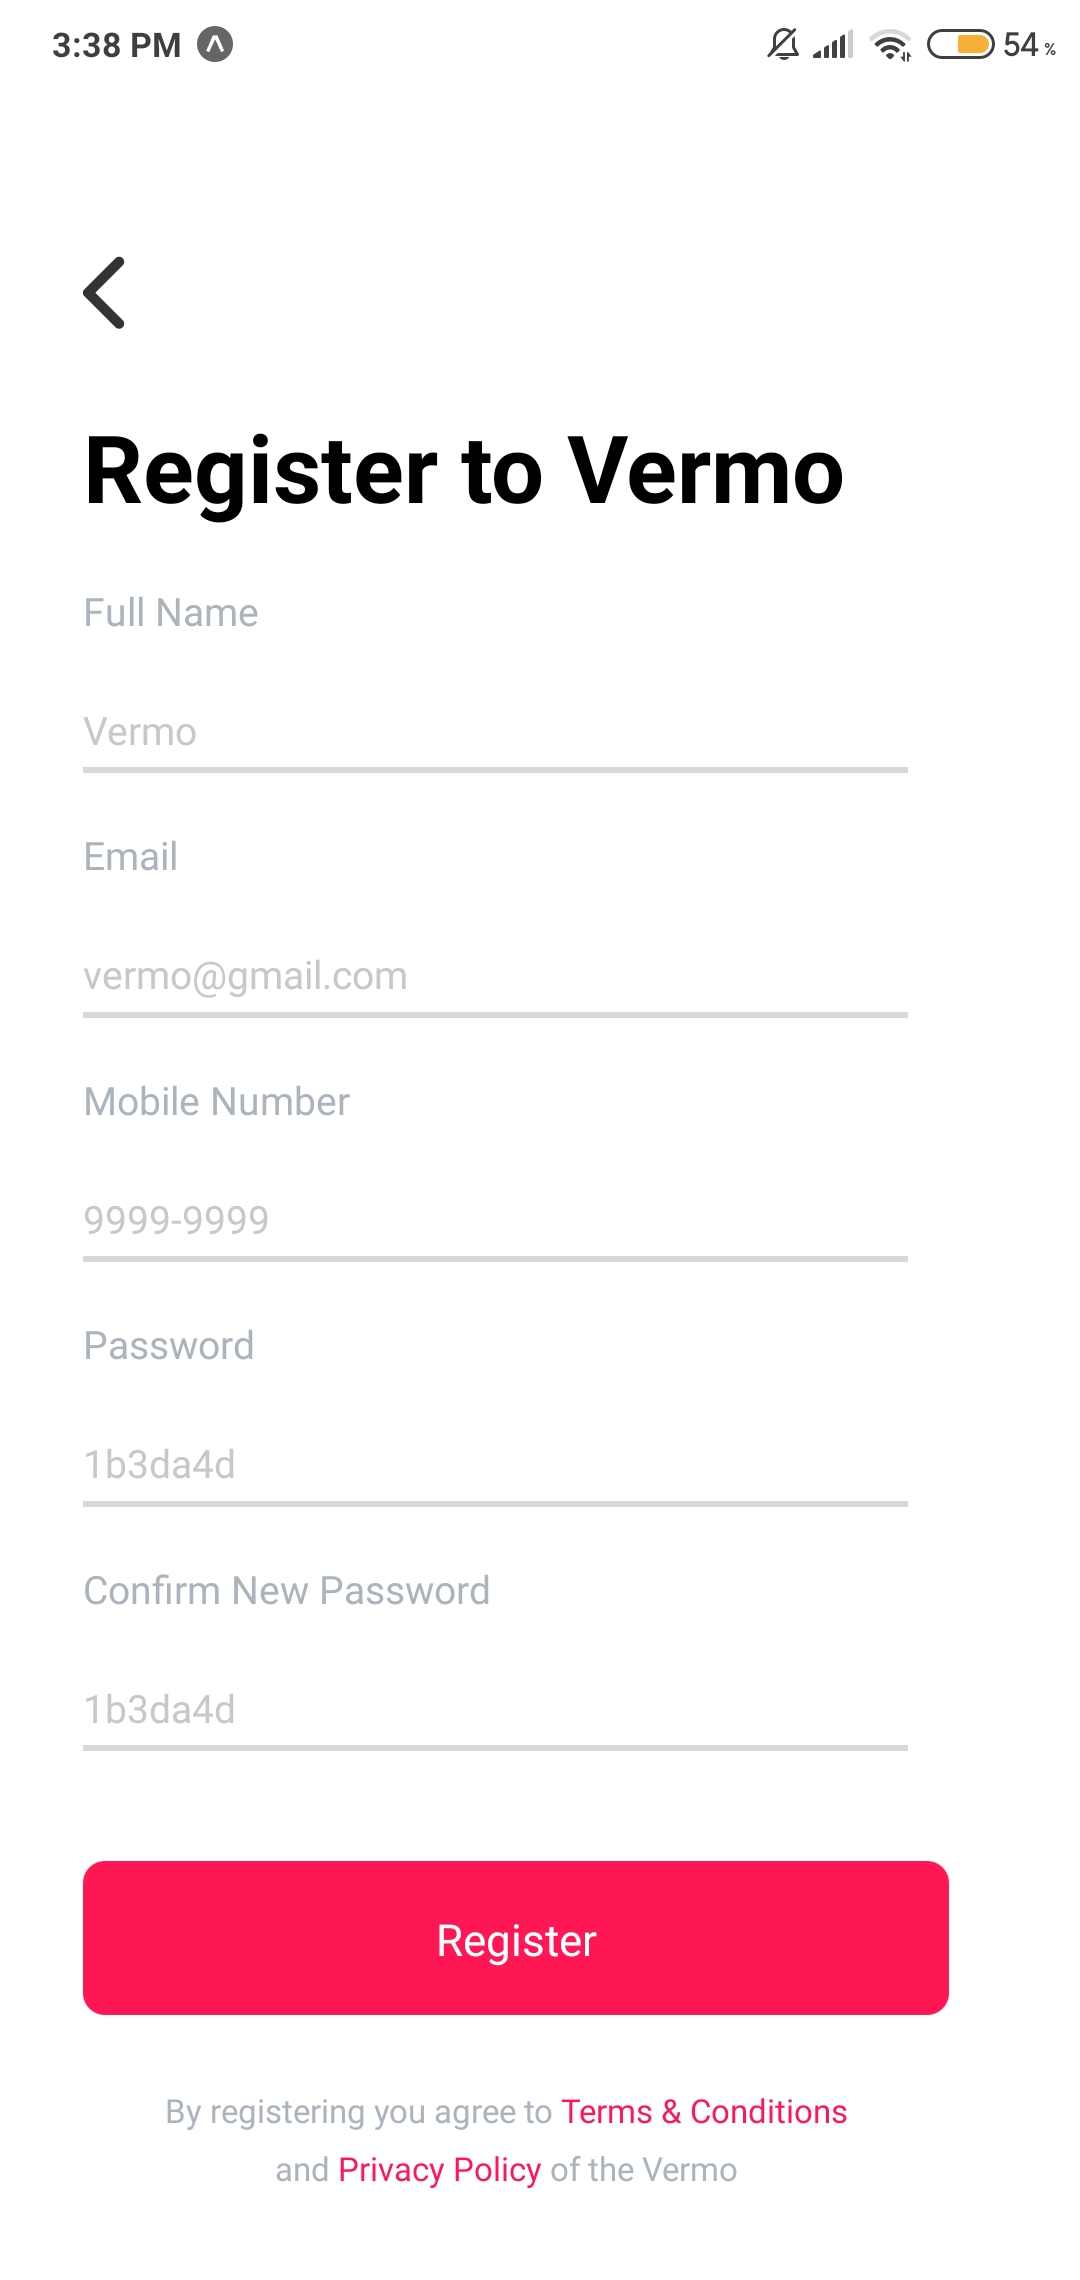 3:38 PM
54 %
Register to Vermo
Full Name
Vermo
Email
vermo@gmail.com
Mobile Number
9999-9999
Password
1b3da4d
Confirm New Password
1b3da4d
Register
By registering you agree to Terms & Conditions
and Privacy Policy of the Vermo